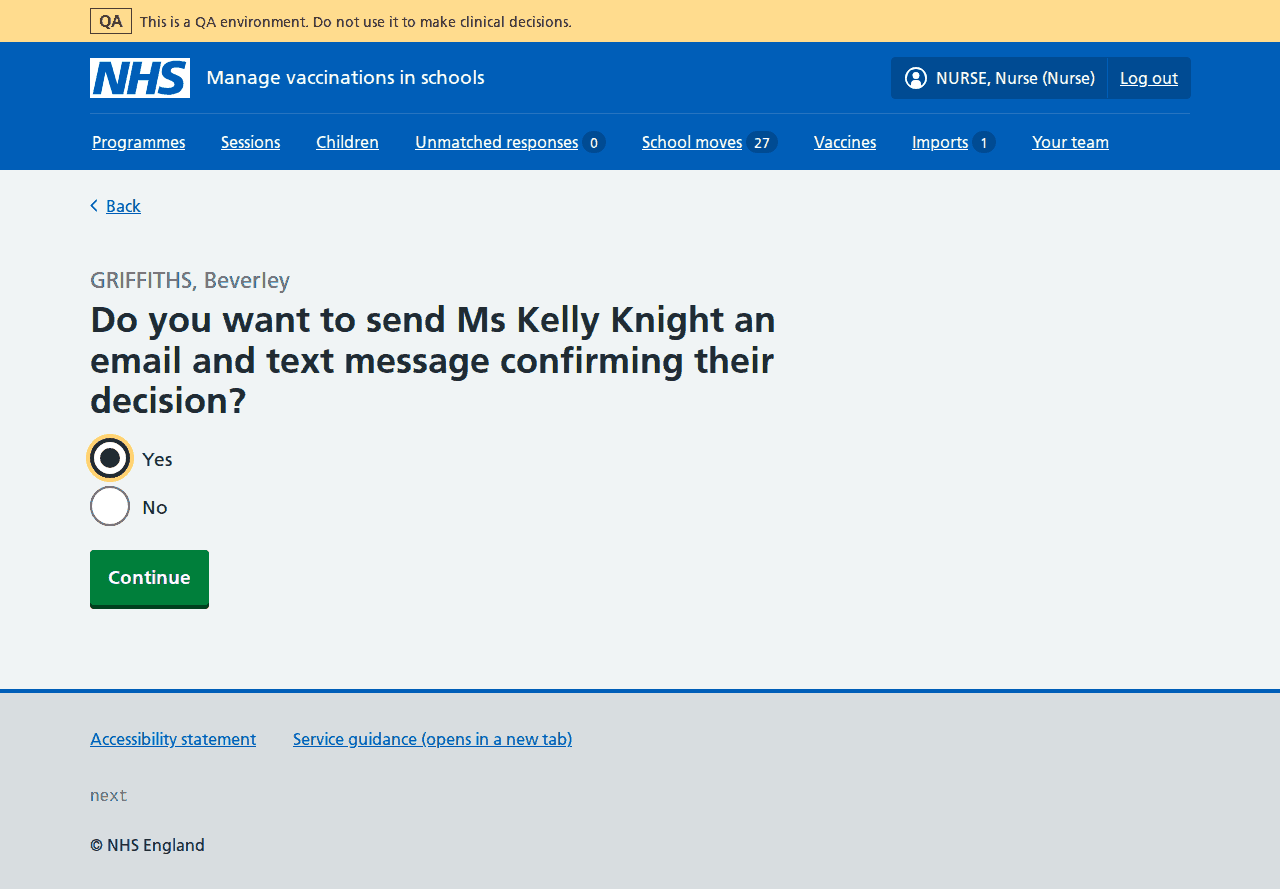 QA This is a QA environment. Do not use it to make clinical decisions.
NHS Manage vaccinations in schools NURSE, Nurse (Nurse) Log out
Programmes Sessions Children Unmatched responses 0 School moves 27 Vaccines Imports 1 Your team
Back
GRIFFITHS, Beverley
Do you want to send Ms Kelly Knight an
email and text message confirming their
decision?
Yes
No
Continue
Accessibility statement Service guidance (opens in a new tab)
next
© NHS England